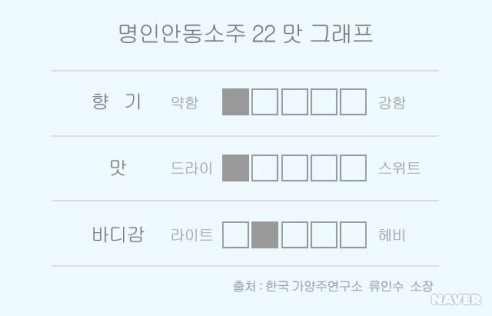 명인안동소주 22 맛 그래프
향 기 약함 강함
맛 드라이 스위트
바디감 라이트 헤비
출처 : 한국 가양주연구소 류인수 소장
NAVER